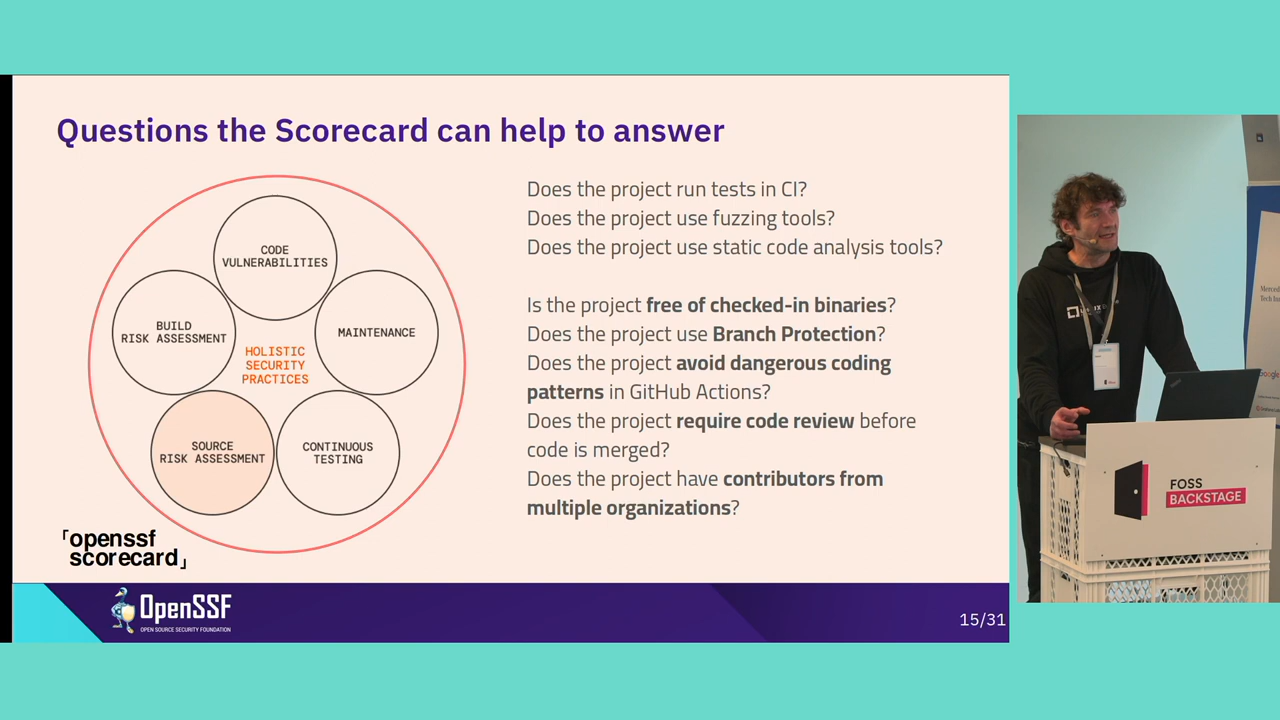 Questions the Scorecard can help to answer
CODE
VULNERABILITIES
BUILD
RISK ASSESSMENT
MAINTENANCE
HOLISTIC
SECURITY
PRACTICES
SOURCE
RISK ASSESSMENT
CONTINUOUS
TESTING
「openssf
scorecard」
Does the project run tests in CI?
Does the project use fuzzing tools?
Does the project use static code analysis tools?
Is the project free of checked-in binaries?
Does the project use Branch Protection?
Does the project avoid dangerous coding
patterns in GitHub Actions?
Does the project require code review before
code is merged?
Does the project have contributors from
multiple organizations?
OpenSSF
OPEN SOURCE SECURITY FOUNDATION
15/31
FOSS
BACKSTAGE